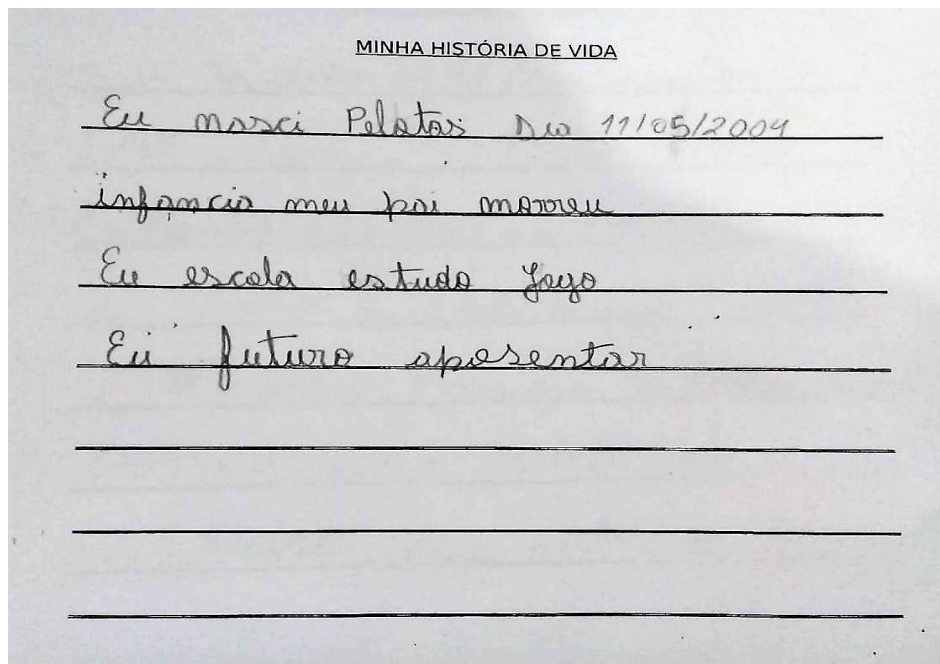 MINHA HISTÓRIA DE VIDA
Eu nasci Pelotas Dia 11/05/2004
infância meu pai morreu
Eu escola estudo Jogo
Eu futuro aposentar